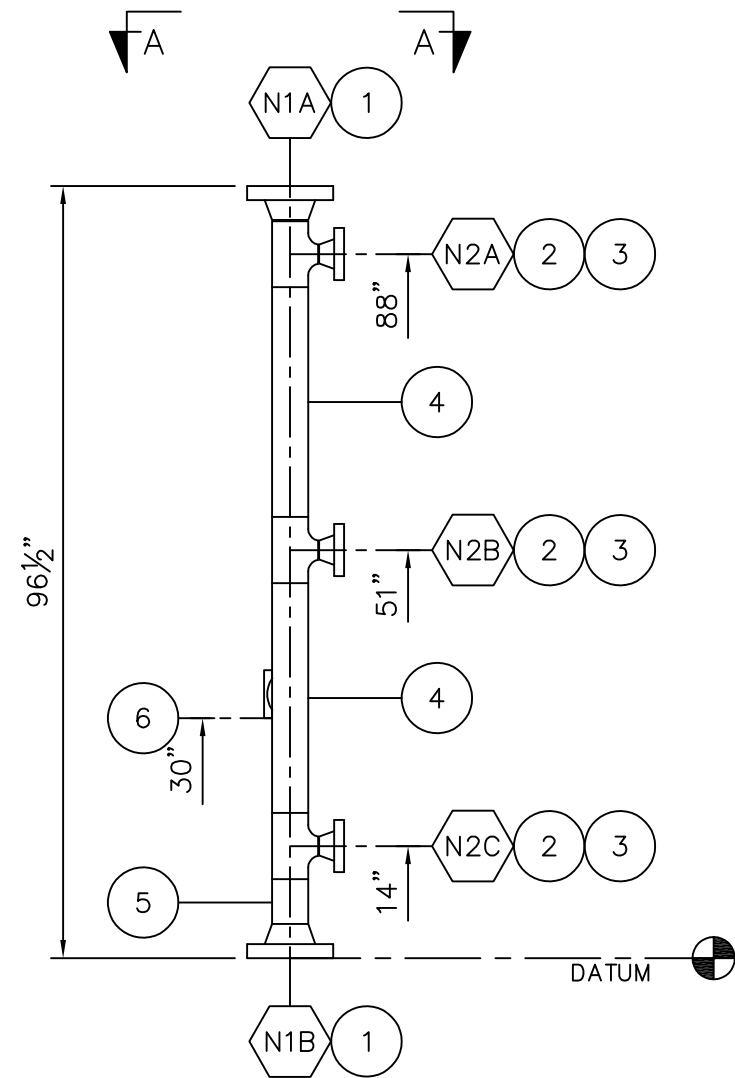 A A
N1A 1
N2A 2 3
88"
4
96½"
N2B 2 3
51"
4
6
30"
N2C 2 3
14"
5
DATUM
N1B 1